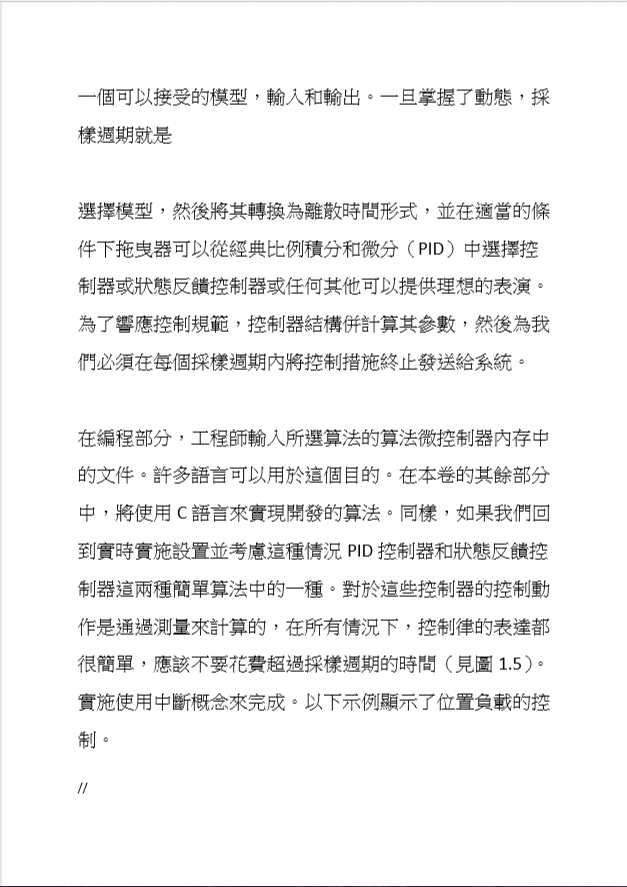 一個可以接受的模型，輸入和輸出。一旦掌握了動態，採
樣週期就是
選擇模型，然後將其轉換為離散時間形式，並在適當的條
件下拖曳器可以從經典比例積分和微分（PID）中選擇控
制器或狀態反饋控制器或任何其他可以提供理想的表演。
為了響應控制規範，控制器結構併計算其參數，然後為我
們必須在每個採樣週期內將控制措施終止發送給系統。
在編程部分，工程師輸入所選算法的算法微控制器內存中
的文件。許多語言可以用於這個目的。在本卷的其餘部分
中，將使用 C 語言來實現開發的算法。同樣，如果我們回
到實時實施設置並考慮這種情況 PID 控制器和狀態反饋控
制器這兩種簡單算法中的一種。對於這些控制器的控制動
作是通過測量來計算的，在所有情況下，控制律的表達都
很簡單，應該不要花費超過採樣週期的時間（見圖 1.5）。
實施使用中斷概念來完成。以下示例顯示了位置負載的控
制。
//